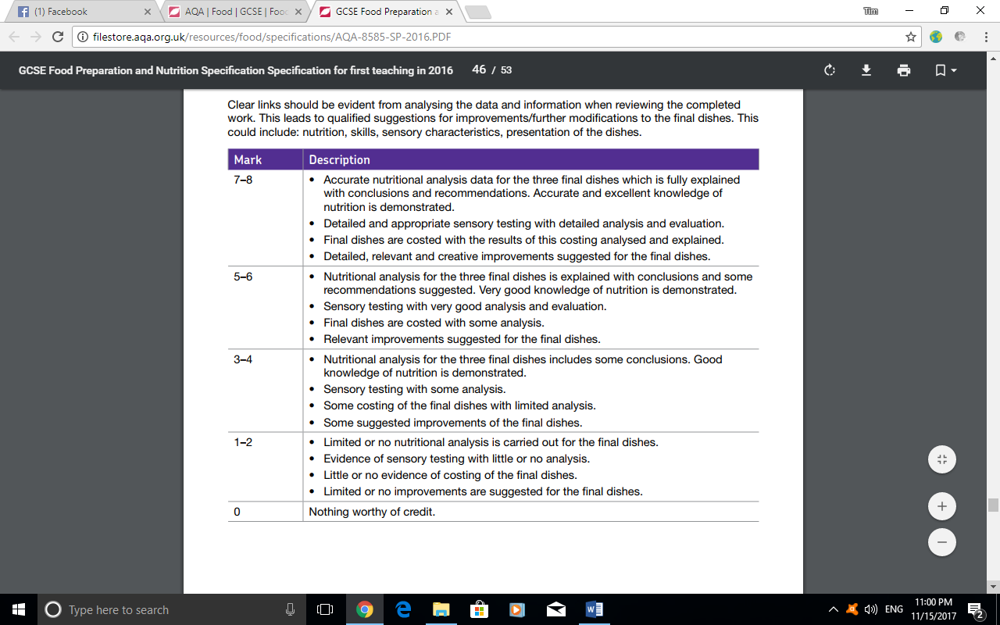 (1) Facebook
AQA | Food | GCSE | Food
GCSE Food Preparation a
Tim
filestore.aqa.org.uk/resources/food/specifications/AQA-8585-SP-2016.PDF
GCSE Food Preparation and Nutrition Specification Specification for first teaching in 2016 46 / 53
Clear links should be evident from analysing the data and information when reviewing the completed
work. This leads to qualified suggestions for improvements/further modifications to the final dishes. This
could include: nutrition, skills, sensory characteristics, presentation of the dishes.
Mark Description
7–8 • Accurate nutritional analysis data for the three final dishes which is fully explained
with conclusions and recommendations. Accurate and excellent knowledge of
nutrition is demonstrated.
• Detailed and appropriate sensory testing with detailed analysis and evaluation.
• Final dishes are costed with the results of this costing analysed and explained.
• Detailed, relevant and creative improvements suggested for the final dishes.
5–6 • Nutritional analysis for the three final dishes is explained with conclusions and some
recommendations suggested. Very good knowledge of nutrition is demonstrated.
• Sensory testing with very good analysis and evaluation.
• Final dishes are costed with some analysis.
• Relevant improvements suggested for the final dishes.
3–4 • Nutritional analysis for the three final dishes includes some conclusions. Good
knowledge of nutrition is demonstrated.
• Sensory testing with some analysis.
• Some costing of the final dishes with limited analysis.
• Some suggested improvements of the final dishes.
1–2 • Limited or no nutritional analysis is carried out for the final dishes.
• Evidence of sensory testing with little or no analysis.
• Little or no evidence of costing of the final dishes.
• Limited or no improvements are suggested for the final dishes.
0 Nothing worthy of credit.
Type here to search
ENG
11:00 PM
11/15/2017
2